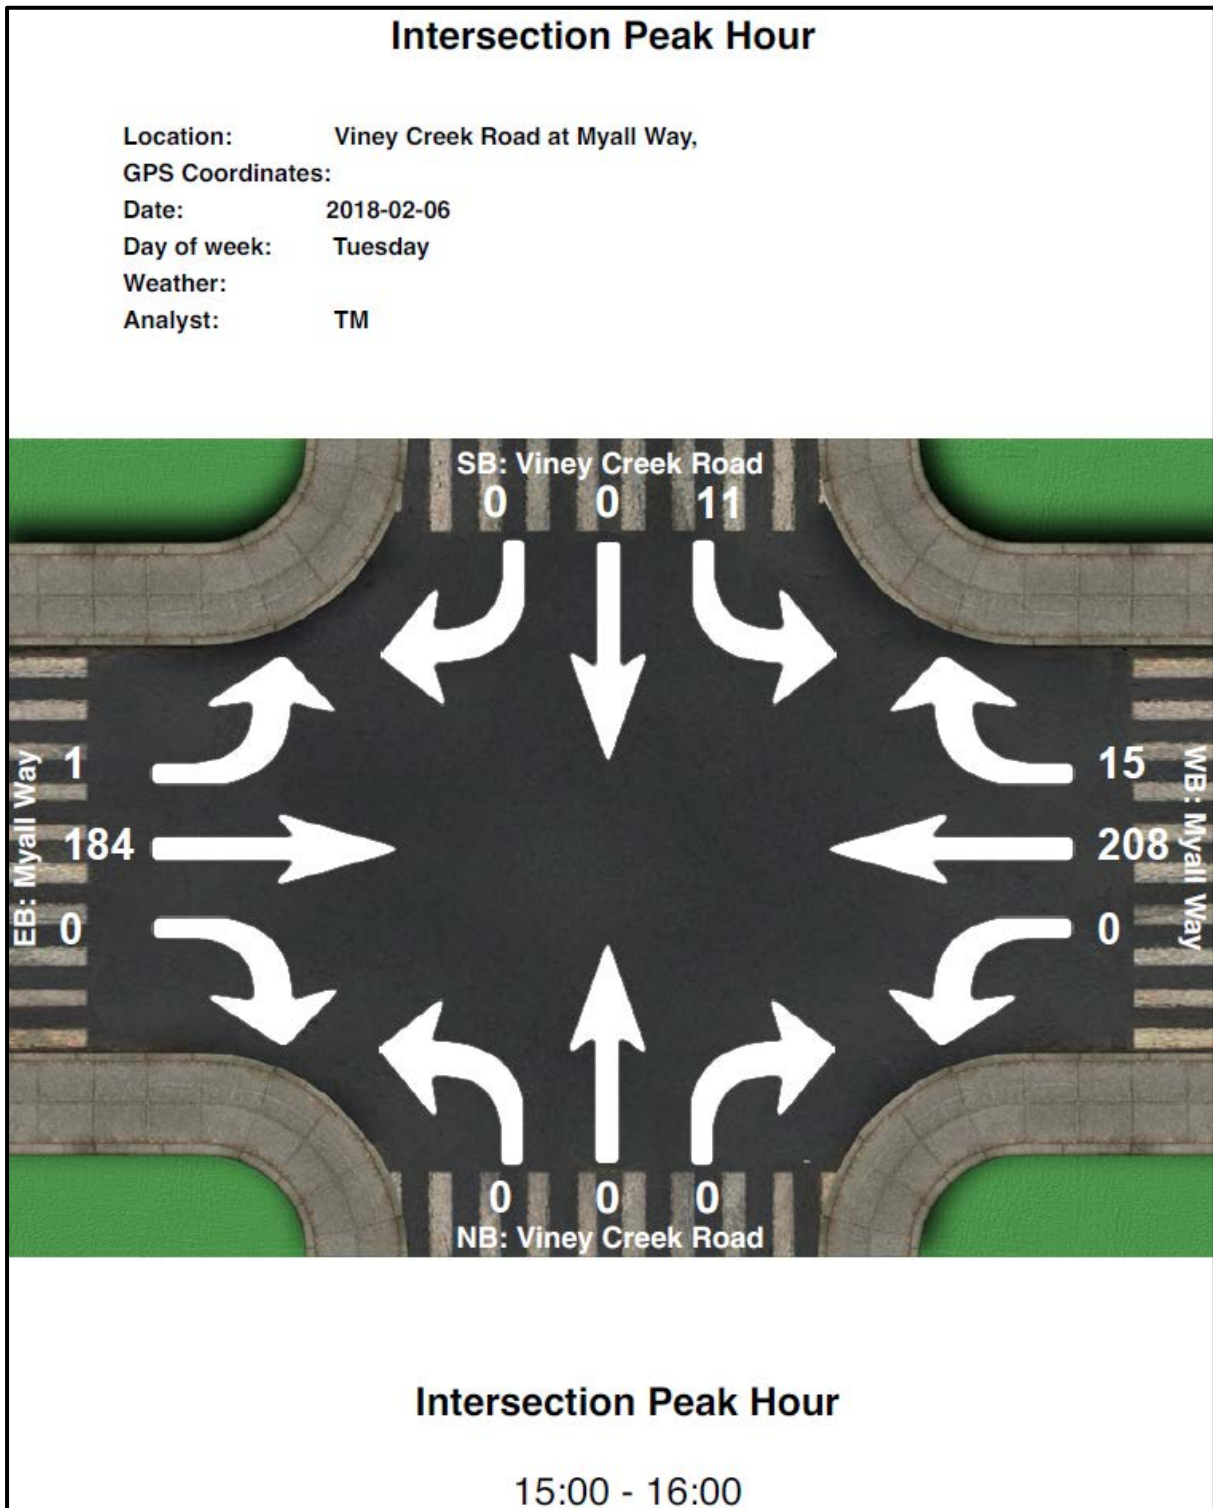 Intersection Peak Hour
Location: Viney Creek Road at Myall Way,
GPS Coordinates:
Date: 2018-02-06
Day of week: Tuesday
Weather:
Analyst: TM
SB: Viney Creek Road
0 0 11
EB: Myall Way
1
184
0
15
208
0
WB: Myall Way
0 0 0
NB: Viney Creek Road
Intersection Peak Hour
15:00 - 16:00